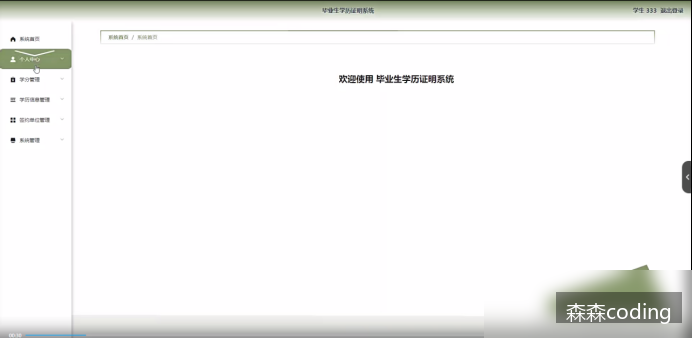 毕业生学历证明系统
学生 333 退出登录
系统首页
系统首页 / 系统首页
个人中心
学分管理
学历信息管理
签约单位管理
系统管理
欢迎使用 毕业生学历证明系统
森森coding